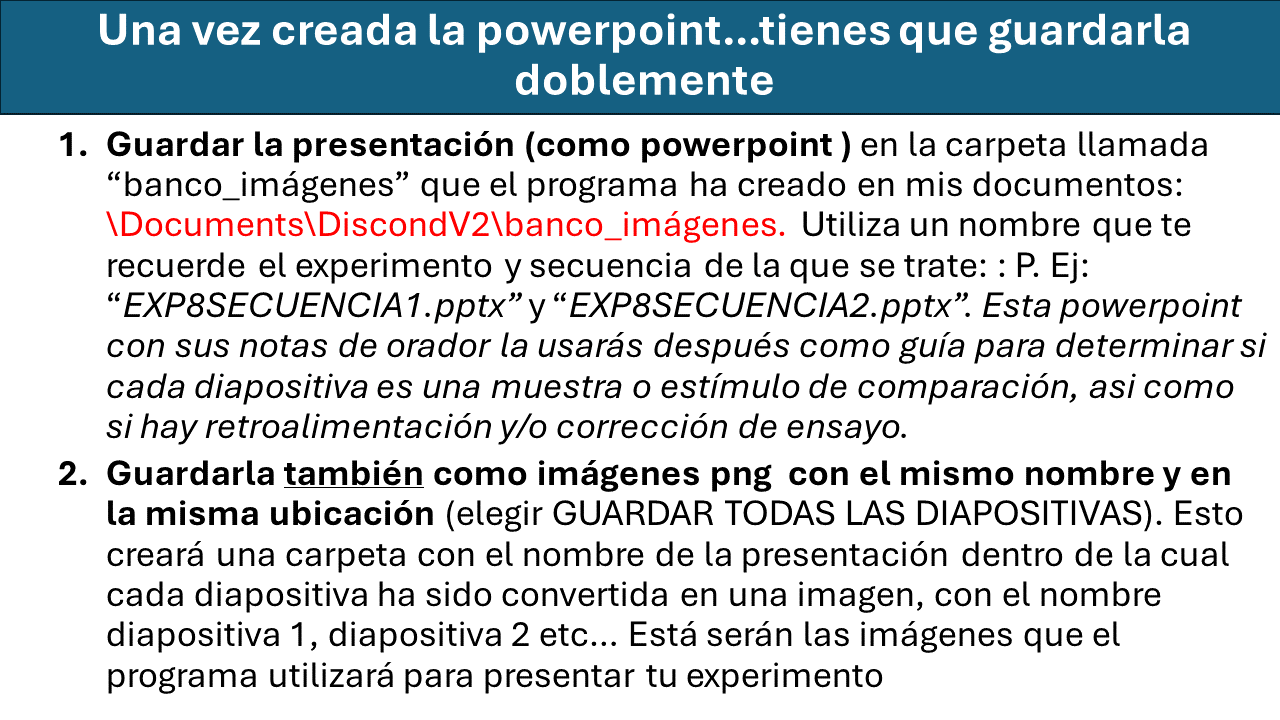 Una vez creada la powerpoint...tienes que guardarla
doblemente
1. Guardar la presentación (como powerpoint ) en la carpeta llamada
“banco_imágenes” que el programa ha creado en mis documentos:
\Documents\DiscondV2\banco_imágenes. Utiliza un nombre que te
recuerde el experimento y secuencia de la que se trate: : P. Ej:
“EXP8SECUENCIA1.pptx” y “EXP8SECUENCIA2.pptx”. Esta powerpoint
con sus notas de orador la usarás después como guía para determinar si
cada diapositiva es una muestra o estímulo de comparación, asi como
si hay retroalimentación y/o corrección de ensayo.
2. Guardarla también como imágenes png con el mismo nombre y en
la misma ubicación (elegir GUARDAR TODAS LAS DIAPOSITIVAS). Esto
creará una carpeta con el nombre de la presentación dentro de la cual
cada diapositiva ha sido convertida en una imagen, con el nombre
diapositiva 1, diapositiva 2 etc... Está serán las imágenes que el
programa utilizará para presentar tu experimento